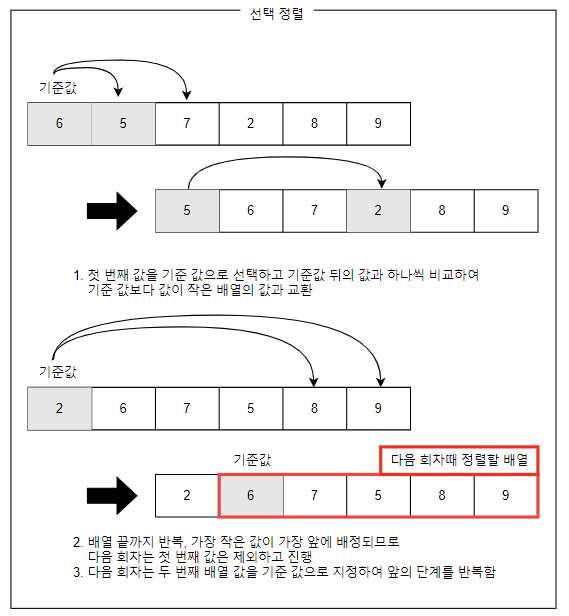 선택 정렬
기준값
6 5 7 2 8 9
5 6 7 2 8 9
1. 첫 번째 값을 기준 값으로 선택하고 기준값 뒤의 값과 하나씩 비교하여
기준 값보다 값이 작은 배열의 값과 교환
기준값
2 6 7 5 8 9
기준값 다음 회차때 정렬할 배열
2 6 7 5 8 9
2. 배열 끝까지 반복, 가장 작은 값이 가장 앞에 배정되므로
다음 회차는 첫 번째 값은 제외하고 진행
3. 다음 회차는 두 번째 배열 값을 기준 값으로 지정하여 앞의 단계를 반복함